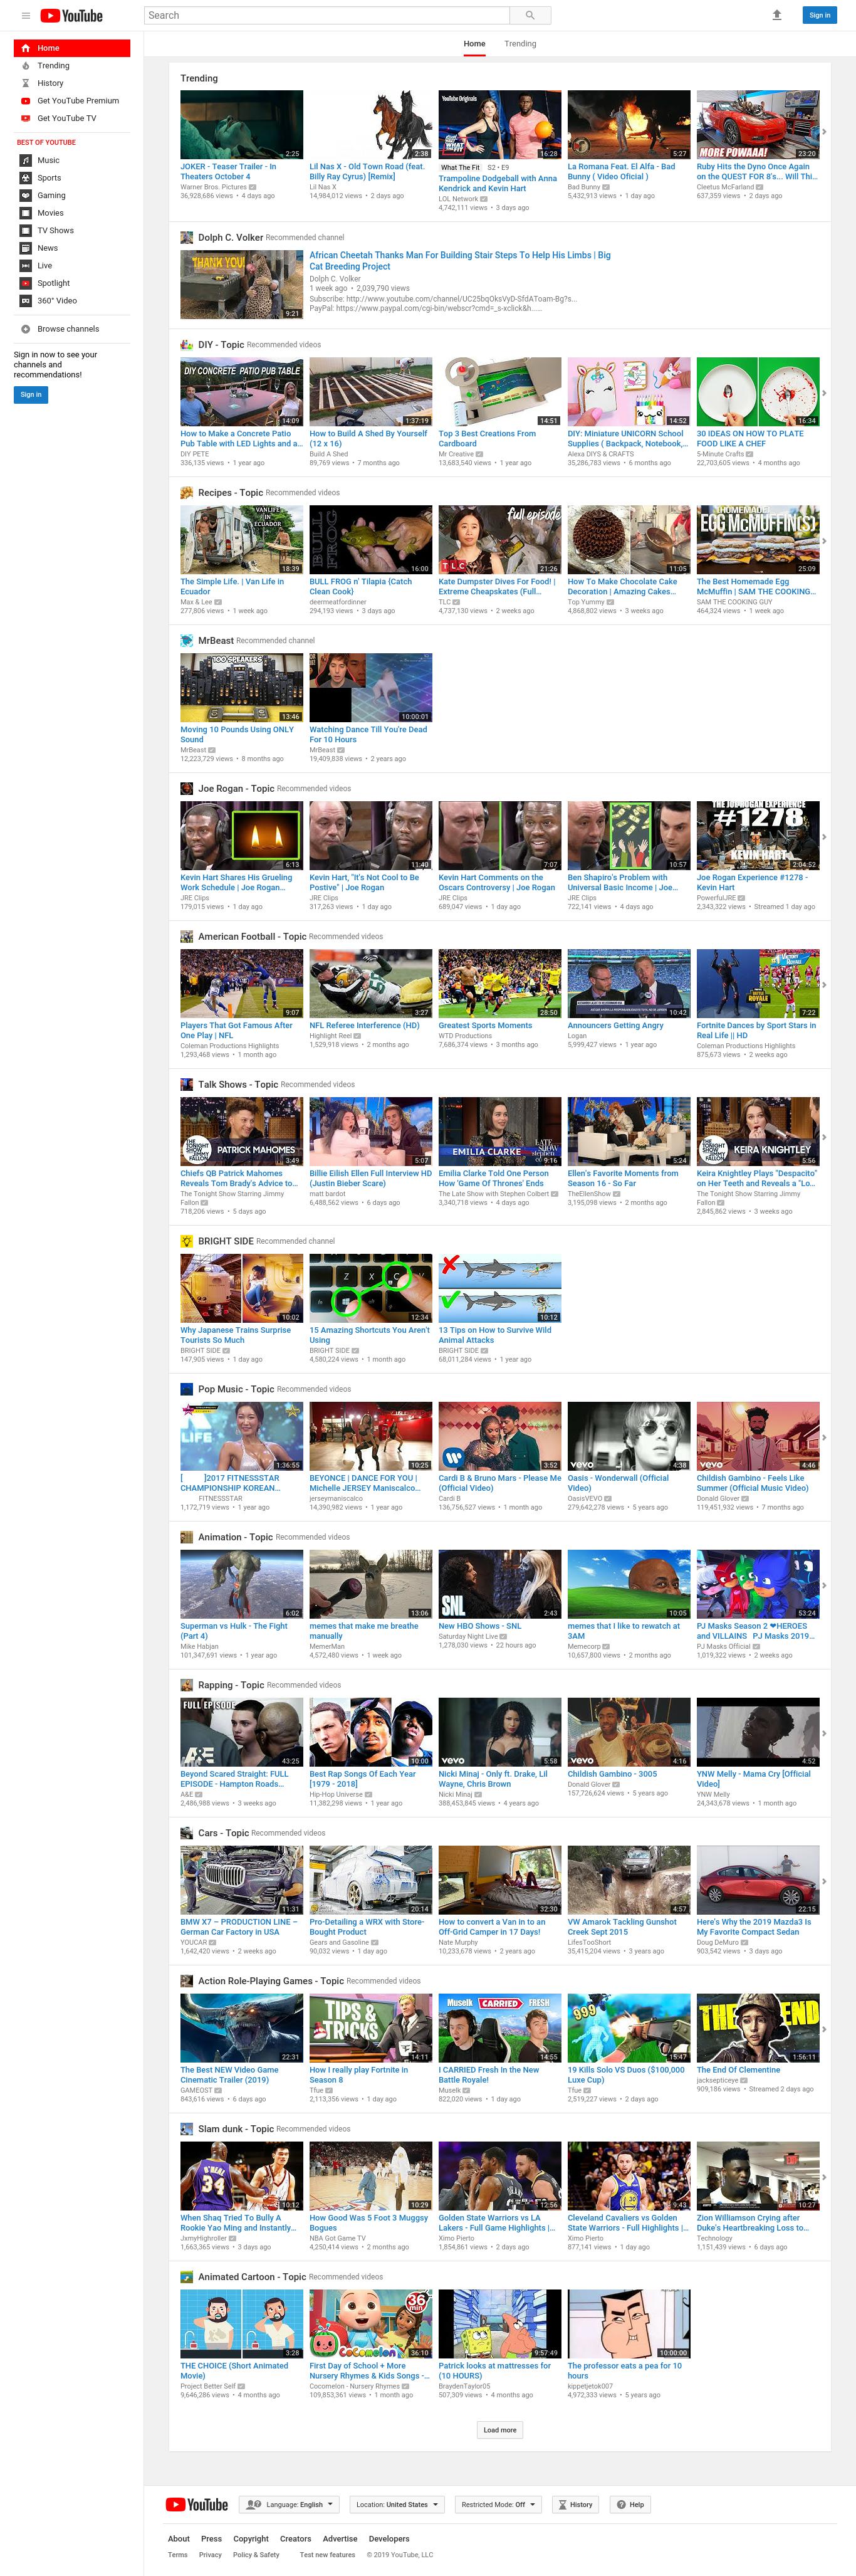 YouTube
Search
Sign in
Home
Trending
History
Get YouTube Premium
Get YouTube TV
BEST OF YOUTUBE
Music
Sports
Gaming
Movies
TV Shows
News
Live
Spotlight
360° Video
Browse channels
Sign in now to see your
channels and
recommendations!
Sign in
Home Trending
Trending
2:25
JOKER - Teaser Trailer - In
Theaters October 4
Warner Bros. Pictures
36,928,686 views • 4 days ago
2:38
Lil Nas X - Old Town Road (feat.
Billy Ray Cyrus) [Remix]
Lil Nas X
14,984,012 views • 2 days ago
YouTube Originals
16:28
What The Fit S2 • E9
Trampoline Dodgeball with Anna
Kendrick and Kevin Hart
LOL Network
4,742,111 views • 3 days ago
5:27
La Romana Feat. El Alfa - Bad
Bunny ( Video Oficial )
Bad Bunny
5,432,913 views • 1 day ago
MORE POWAAA!
23:20
Ruby Hits the Dyno Once Again
on the QUEST FOR 8's... Will Thi...
Cleetus McFarland
637,359 views • 2 days ago
Dolph C. Volker Recommended channel
THANK YOU!
9:21
African Cheetah Thanks Man For Building Stair Steps To Help His Limbs | Big
Cat Breeding Project
Dolph C. Volker
1 week ago • 2,039,790 views
Subscribe: http://www.youtube.com/channel/UC25bqOksVyD-SfdAToam-Bg?s...
PayPal: https://www.paypal.com/cgi-bin/webscr?cmd=_s-xclick&h......
DIY - Topic Recommended videos
DIY CONCRETE PATIO PUB TABLE
14:09
How to Make a Concrete Patio
Pub Table with LED Lights and a...
DIY PETE
336,135 views • 1 year ago
1:37:19
How to Build A Shed By Yourself
(12 x 16)
Build A Shed
89,769 views • 7 months ago
14:51
Top 3 Best Creations From
Cardboard
Mr Creative
13,683,540 views • 1 year ago
14:52
DIY: Miniature UNICORN School
Supplies ( Backpack, Notebook,...
Alexa DIYS & CRAFTS
35,286,783 views • 6 months ago
16:34
30 IDEAS ON HOW TO PLATE
FOOD LIKE A CHEF
5-Minute Crafts
22,703,605 views • 4 months ago
Recipes - Topic Recommended videos
VANLIFE
IN
ECUADOR
18:39
The Simple Life. | Van Life in
Ecuador
Max & Lee
277,806 views • 1 week ago
BULL FROG
16:00
BULL FROG n' Tilapia {Catch
Clean Cook}
deermeatfordinner
294,193 views • 3 days ago
full episode
TLC
21:26
Kate Dumpster Dives For Food! |
Extreme Cheapskates (Full...
TLC
4,737,130 views • 2 weeks ago
11:05
How To Make Chocolate Cake
Decoration | Amazing Cakes...
Top Yummy
4,868,802 views • 3 weeks ago
HOMEMADE
EGG McMUFFIN(S)
25:09
The Best Homemade Egg
McMuffin | SAM THE COOKING...
SAM THE COOKING GUY
464,324 views • 1 week ago
MrBeast Recommended channel
100 SPEAKERS
13:46
Moving 10 Pounds Using ONLY
Sound
MrBeast
12,223,729 views • 8 months ago
10:00:01
Watching Dance Till You're Dead
For 10 Hours
MrBeast
19,409,838 views • 2 years ago
Joe Rogan - Topic Recommended videos
6:13
Kevin Hart Shares His Grueling
Work Schedule | Joe Rogan...
JRE Clips
179,015 views • 1 day ago
11:40
Kevin Hart, "It's Not Cool to Be
Postive" | Joe Rogan
JRE Clips
317,263 views • 1 day ago
7:07
Kevin Hart Comments on the
Oscars Controversy | Joe Rogan
JRE Clips
689,047 views • 1 day ago
10:57
Ben Shapiro's Problem with
Universal Basic Income | Joe...
JRE Clips
722,141 views • 4 days ago
THE JOE ROGAN EXPERIENCE
#1278
KEVIN HART
2:04:52
Joe Rogan Experience #1278 -
Kevin Hart
PowerfulJRE
2,343,322 views • Streamed 1 day ago
American Football - Topic Recommended videos
9:07
Players That Got Famous After
One Play | NFL
Coleman Productions Highlights
1,293,468 views • 1 month ago
3:27
NFL Referee Interference (HD)
Highlight Reel
1,529,918 views • 2 months ago
28:50
Greatest Sports Moments
WTD Productions
7,686,374 views • 3 months ago
10:42
Announcers Getting Angry
Logan
5,999,427 views • 1 year ago
VICTORY ROYALE
BATTLE ROYALE
7:22
Fortnite Dances by Sport Stars in
Real Life || HD
Coleman Productions Highlights
875,673 views • 2 weeks ago
Talk Shows - Topic Recommended videos
PATRICK MAHOMES
3:49
Chiefs QB Patrick Mahomes
Reveals Tom Brady's Advice to...
The Tonight Show Starring Jimmy
Fallon
718,206 views • 5 days ago
5:07
Billie Eilish Ellen Full Interview HD
(Justin Bieber Scare)
matt bardot
6,488,562 views • 6 days ago
EMILIA CLARKE
9:16
Emilia Clarke Told One Person
How 'Game Of Thrones' Ends
The Late Show with Stephen Colbert
3,340,718 views • 4 days ago
5:24
Ellen's Favorite Moments from
Season 16 - So Far
TheEllenShow
3,195,098 views • 2 months ago
KEIRA KNIGHTLEY
5:56
Keira Knightley Plays "Despacito"
on Her Teeth and Reveals a "Lo...
The Tonight Show Starring Jimmy
Fallon
2,845,862 views • 3 weeks ago
BRIGHT SIDE Recommended channel
10:02
Why Japanese Trains Surprise
Tourists So Much
BRIGHT SIDE
147,905 views • 1 day ago
Z X C V
12:34
15 Amazing Shortcuts You Aren't
Using
BRIGHT SIDE
4,580,224 views • 1 month ago
10:12
13 Tips on How to Survive Wild
Animal Attacks
BRIGHT SIDE
68,011,284 views • 1 year ago
Pop Music - Topic Recommended videos
LIFE
1:36:55
[ ]2017 FITNESSSTAR
CHAMPIONSHIP KOREAN...
FITNESSSTAR
1,172,719 views • 1 year ago
10:25
BEYONCE | DANCE FOR YOU |
Michelle JERSEY Maniscalco...
jerseymaniscalco
14,390,982 views • 1 year ago
3:52
Cardi B & Bruno Mars - Please Me
(Official Video)
Cardi B
136,756,527 views • 1 month ago
vevo
4:38
Oasis - Wonderwall (Official
Video)
OasisVEVO
279,642,278 views • 5 years ago
vevo
4:46
Childish Gambino - Feels Like
Summer (Official Music Video)
Donald Glover
119,451,932 views • 7 months ago
Animation - Topic Recommended videos
6:02
Superman vs Hulk - The Fight
(Part 4)
Mike Habjan
101,347,691 views • 1 year ago
13:06
memes that make me breathe
manually
MemerMan
4,572,480 views • 1 week ago
SNL
2:43
New HBO Shows - SNL
Saturday Night Live
1,278,030 views • 22 hours ago
10:05
memes that I like to rewatch at
3AM
Memecorp
10,657,800 views • 2 months ago
53:24
PJ Masks Season 2 ❤HEROES
and VILLAINS PJ Masks 2019...
PJ Masks Official
1,019,322 views • 2 weeks ago
Rapping - Topic Recommended videos
FULL EPISODE
A&E
43:25
Beyond Scared Straight: FULL
EPISODE - Hampton Roads...
A&E
2,486,988 views • 3 weeks ago
10:00
Best Rap Songs Of Each Year
[1979 - 2018]
Hip-Hop Universe
11,382,298 views • 1 year ago
vevo
5:58
Nicki Minaj - Only ft. Drake, Lil
Wayne, Chris Brown
Nicki Minaj
388,453,845 views • 4 years ago
vevo
4:16
Childish Gambino - 3005
Donald Glover
157,726,624 views • 5 years ago
4:52
YNW Melly - Mama Cry [Official
Video]
YNW Melly
24,343,678 views • 1 month ago
Cars - Topic Recommended videos
11:31
BMW X7 – PRODUCTION LINE –
German Car Factory in USA
YOUCAR
1,642,420 views • 2 weeks ago
20:14
Pro-Detailing a WRX with Store-
Bought Product
Gears and Gasoline
90,032 views • 1 day ago
32:30
How to convert a Van in to an
Off-Grid Camper in 17 Days!
Nate Murphy
10,233,678 views • 2 years ago
4:57
VW Amarok Tackling Gunshot
Creek Sept 2015
LifesTooShort
35,415,204 views • 3 years ago
22:15
Here's Why the 2019 Mazda3 Is
My Favorite Compact Sedan
Doug DeMuro
903,542 views • 3 days ago
Action Role-Playing Games - Topic Recommended videos
22:31
The Best NEW Video Game
Cinematic Trailer (2019)
GAMEOST
843,616 views • 6 days ago
TIPS &
TRICKS
14:11
How I really play Fortnite in
Season 8
Tfue
2,113,356 views • 1 day ago
Muselk CARRIED FRESH
14:55
I CARRIED Fresh In the New
Battle Royale!
Muselk
822,020 views • 1 day ago
999
15:47
19 Kills Solo VS Duos ($100,000
Luxe Cup)
Tfue
2,519,227 views • 2 days ago
THE END
1:56:11
The End Of Clementine
jacksepticeye
909,186 views • Streamed 2 days ago
Slam dunk - Topic Recommended videos
O'NEAL
34
10:12
When Shaq Tried To Bully A
Rookie Yao Ming and Instantly...
JxmyHighroller
1,663,365 views • 3 days ago
10:29
How Good Was 5 Foot 3 Muggsy
Bogues
NBA Got Game TV
4,250,414 views • 2 months ago
12:56
Golden State Warriors vs LA
Lakers - Full Game Highlights |...
Ximo Pierto
1,854,861 views • 2 days ago
9:43
Cleveland Cavaliers vs Golden
State Warriors - Full Highlights |...
Ximo Pierto
877,141 views • 1 day ago
10:27
Zion Williamson Crying after
Duke's Heartbreaking Loss to...
Technology
1,151,439 views • 6 days ago
Animated Cartoon - Topic Recommended videos
3:28
THE CHOICE (Short Animated
Movie)
Project Better Self
9,646,286 views • 4 months ago
36 min
CoComelon
36:10
First Day of School + More
Nursery Rhymes & Kids Songs -...
Cocomelon - Nursery Rhymes
109,853,361 views • 1 month ago
9:57:49
Patrick looks at mattresses for
(10 HOURS)
BraydenTaylor05
507,309 views • 4 months ago
10:00:00
The professor eats a pea for 10
hours
kippetjetok007
4,972,333 views • 5 years ago
Load more
YouTube Language: English Location: United States Restricted Mode: Off History Help
About Press Copyright Creators Advertise Developers
Terms Privacy Policy & Safety Test new features © 2019 YouTube, LLC